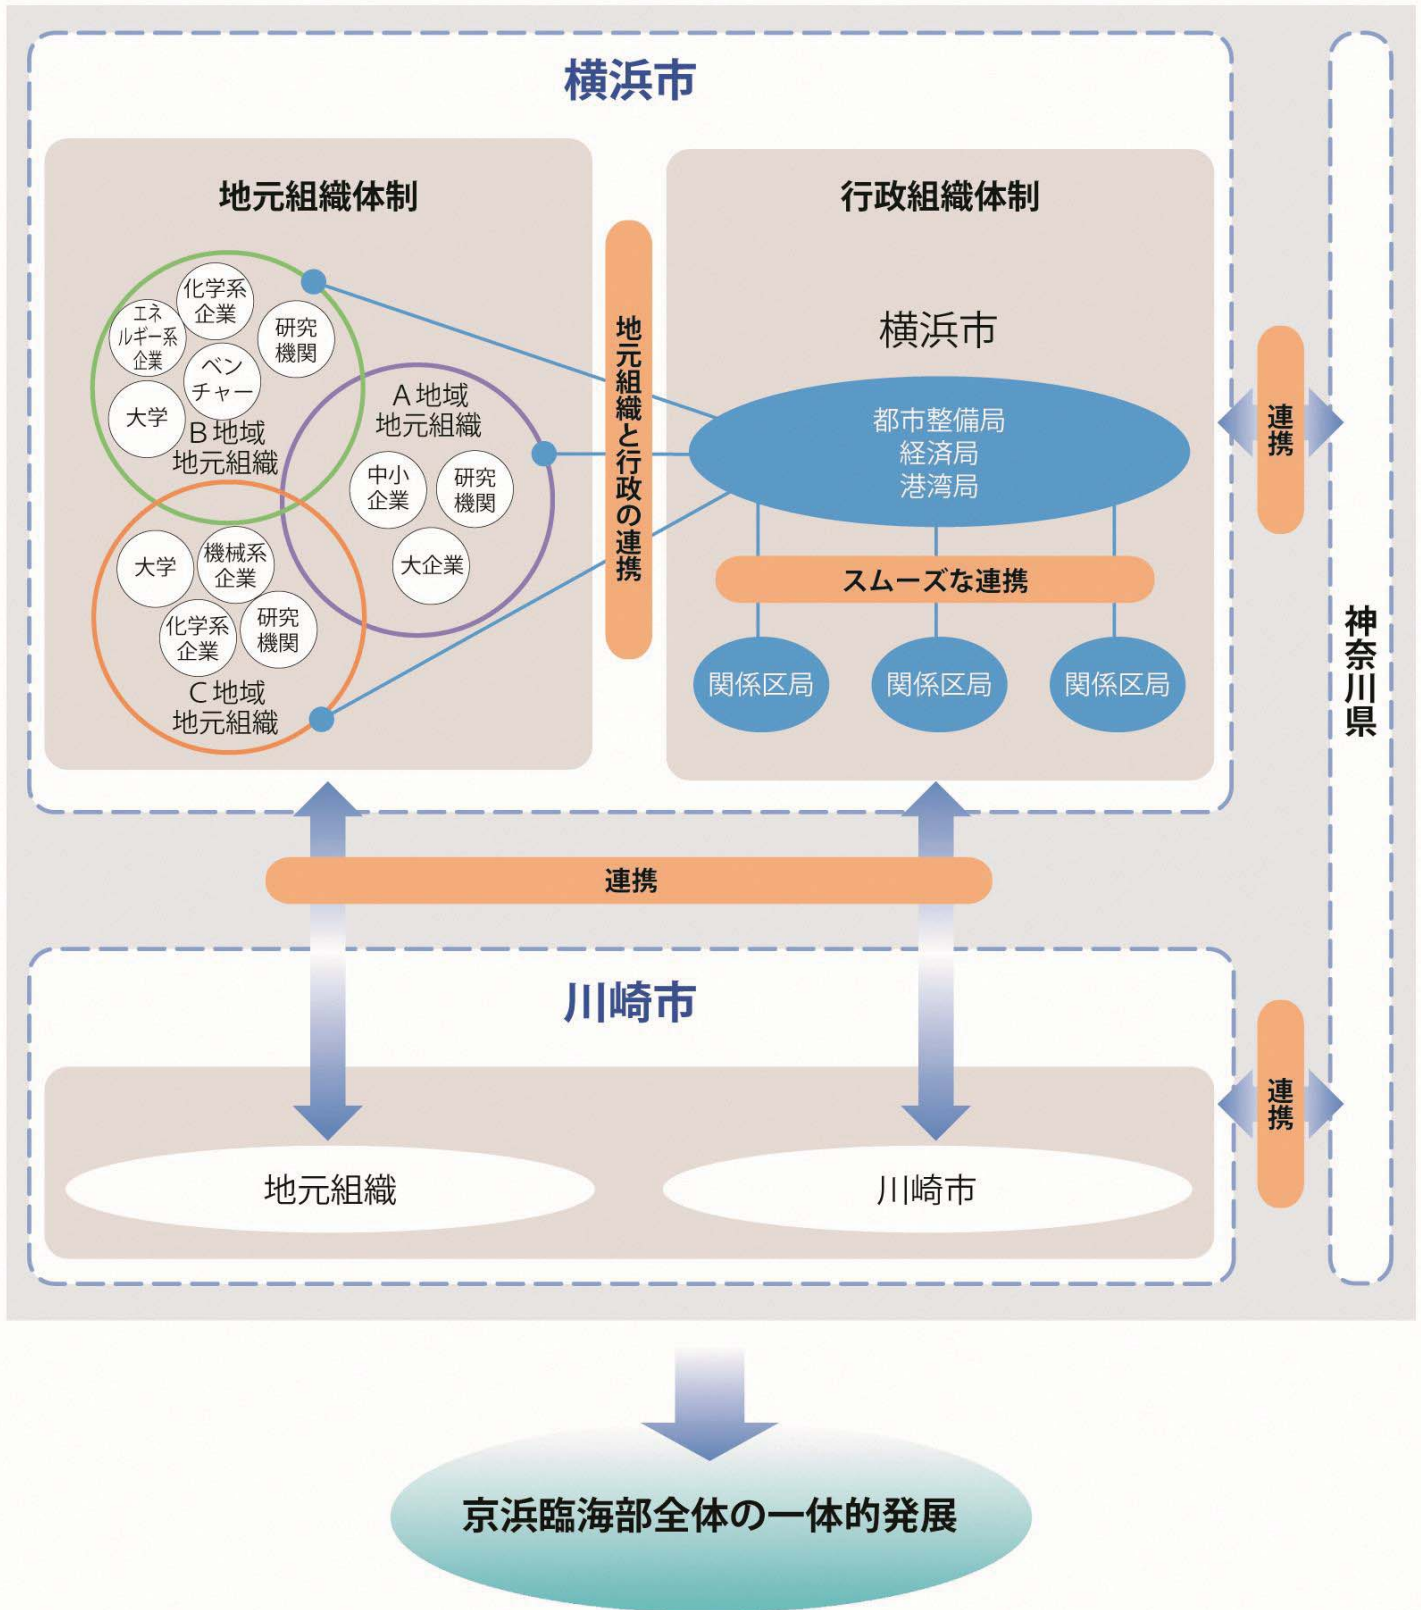 横浜市
地元組織体制
化学系
企業
エネ
ルギー系
企業
研究
機関
ベン
チャー
大学
B地域
地元組織
A地域
地元組織
中小
企業
研究
機関
大企業
大学
機械系
企業
化学系
企業
研究
機関
C地域
地元組織
地元組織と行政の連携
行政組織体制
横浜市
都市整備局
経済局
港湾局
スムーズな連携
関係区局
関係区局
関係区局
連携
神奈川県
連携
川崎市
地元組織
川崎市
連携
京浜臨海部全体の一体的発展